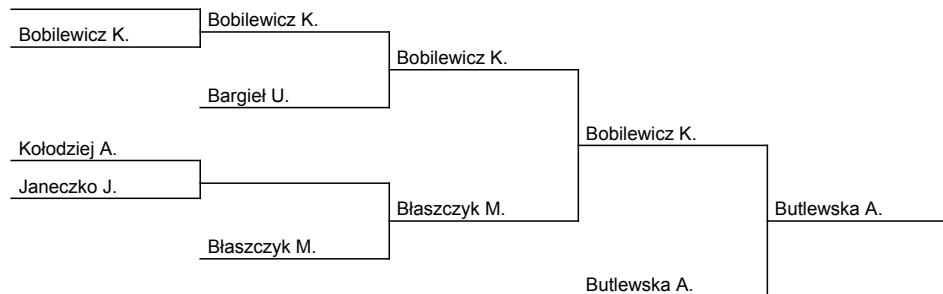 Bobilewicz K.
Bobilewicz K.
Bobilewicz K.
Bargieł U.
Bobilewicz K.
Kołodziej A.
Janeczko J.
Błaszczyk M.
Butlewska A.
Błaszczyk M.
Butlewska A.